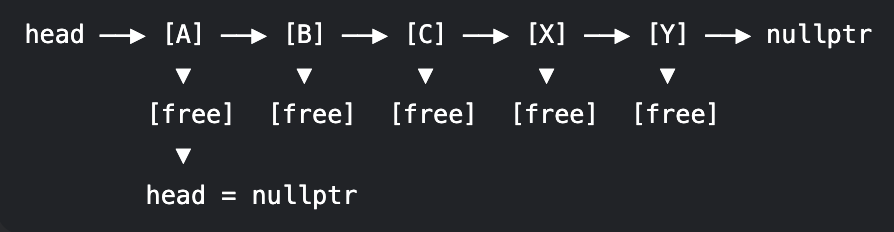 head → [A] → [B] → [C] → [X] → [Y] → nullptr
▼ ▼ ▼ ▼ ▼
[free] [free] [free] [free] [free]
▼
head = nullptr